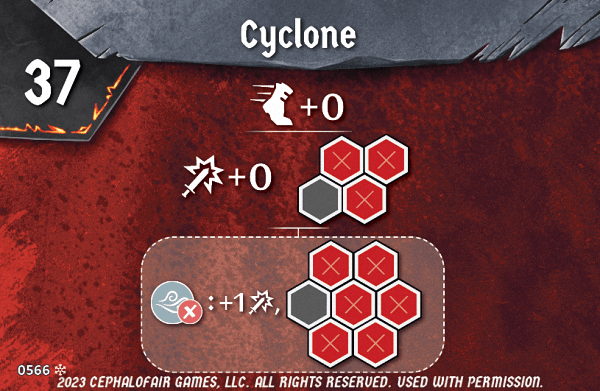 Cyclone
37
+0
+0
:+1,
0566
2023 CEPHALOFAIR GAMES, LLC. ALL RIGHTS RESERVED. USED WITH PERMISSION.